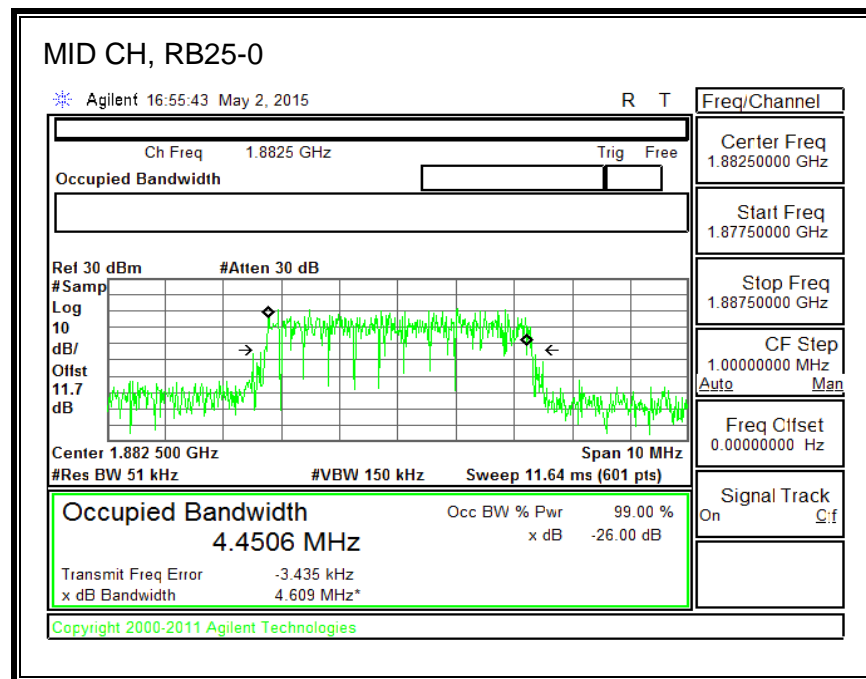 MID CH, RB25-0
Agilent 16:55:43 May 2, 2015 R T
Freq/Channel
Ch Freq 1.8825 GHz Trig Free
Occupied Bandwidth
Center Freq
1.88250000 GHz
Start Freq
1.87750000 GHz
Stop Freq
1.88750000 GHz
CF Step
1.00000000 MHz
Auto Man
Freq Offset
0.00000000 Hz
Signal Track
On Off
Ref 30 dBm #Atten 30 dB
#Samp
Log
10
dB/
Offst
11.7
dB
Center 1.882 500 GHz Span 10 MHz
#Res BW 51 kHz #VBW 150 kHz Sweep 11.64 ms (601 pts)
Occupied Bandwidth Occ BW % Pwr 99.00 %
4.4506 MHz x dB -26.00 dB
Transmit Freq Error -3.435 kHz
x dB Bandwidth 4.609 MHz*
Copyright 2000-2011 Agilent Technologies